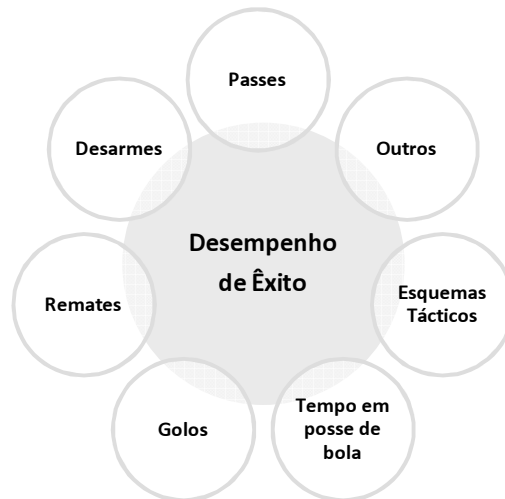 Passes
Desarmes
Outros
Desempenho
de Êxito
Remates
Esquemas
Tácticos
Golos
Tempo em
posse de
bola